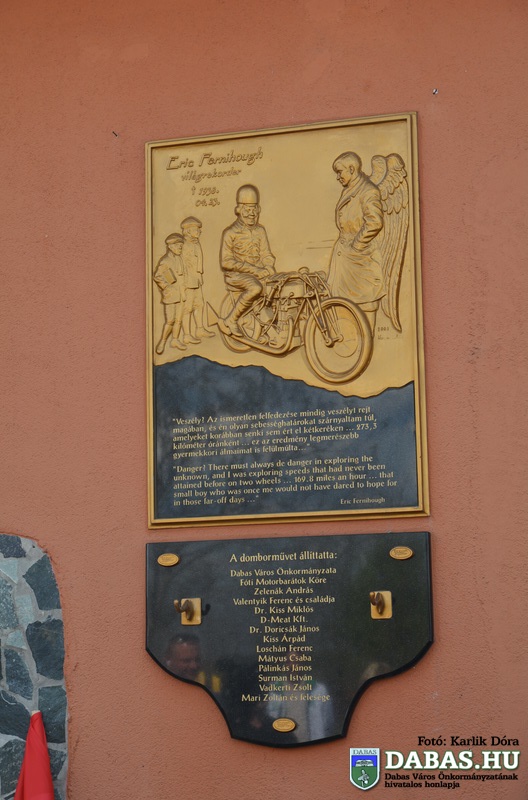 Eric Fernihough
világrekorder
† 1938.
04. 23.
"Veszély? Az ismeretlen felfedezése mindig veszélyt rejt
magában, és én olyan sebességhatárokat szárnyaltam túl,
amelyeket korábban senki sem ért el kétkeréken ... 273,3
kilométer óránként ... ez az eredmény legmerészebb
gyermekkori álmaimat is felülmúlta..."
"Danger? There must always de danger in exploring the
unknown, and I was exploring speeds that had never been
attained before on two wheels ... 169.8 miles an hour ... that
small boy who was once me would not have dared to hope for
in those far-off days ..."
Eric Fernihough
A domborművet állíttatta:
Dabas Város Önkormányzata
Fóti Motorbarátok Köre
Zelenák András
Valentyik Ferenc és családja
Dr. Kiss Miklós
D-Meat Kft.
Dr. Doricsák János
Kiss Árpád
Loschán Ferenc
Mátyus Csaba
Pálinkás János
Surman István
Vadkerti Zsolt
Mari Zoltán és felesége
Fotó: Karlik Dóra
DABAS
DABAS.HU
Dabas Város Önkormányzatának
hivatalos honlapja